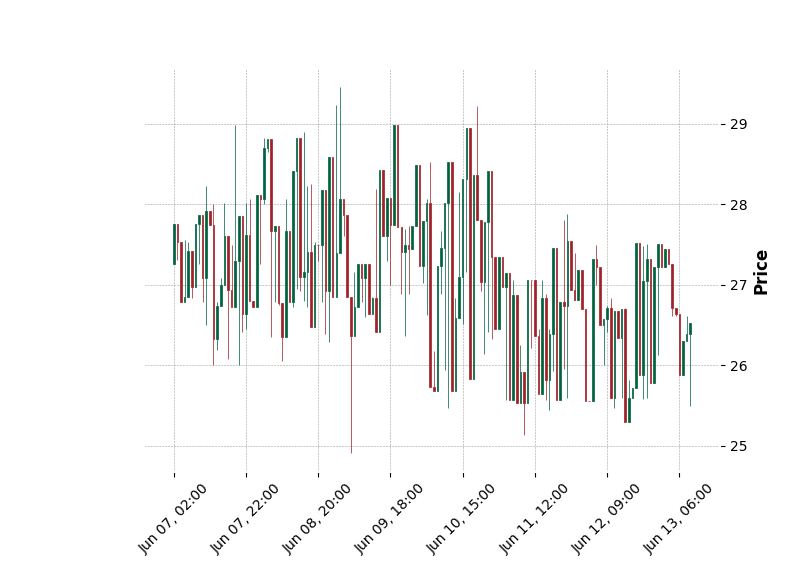 29
28
27
26
25
Price
Jun 07, 02:00
Jun 07, 22:00
Jun 08, 20:00
Jun 09, 18:00
Jun 10, 15:00
Jun 11, 12:00
Jun 12, 09:00
Jun 13, 06:00